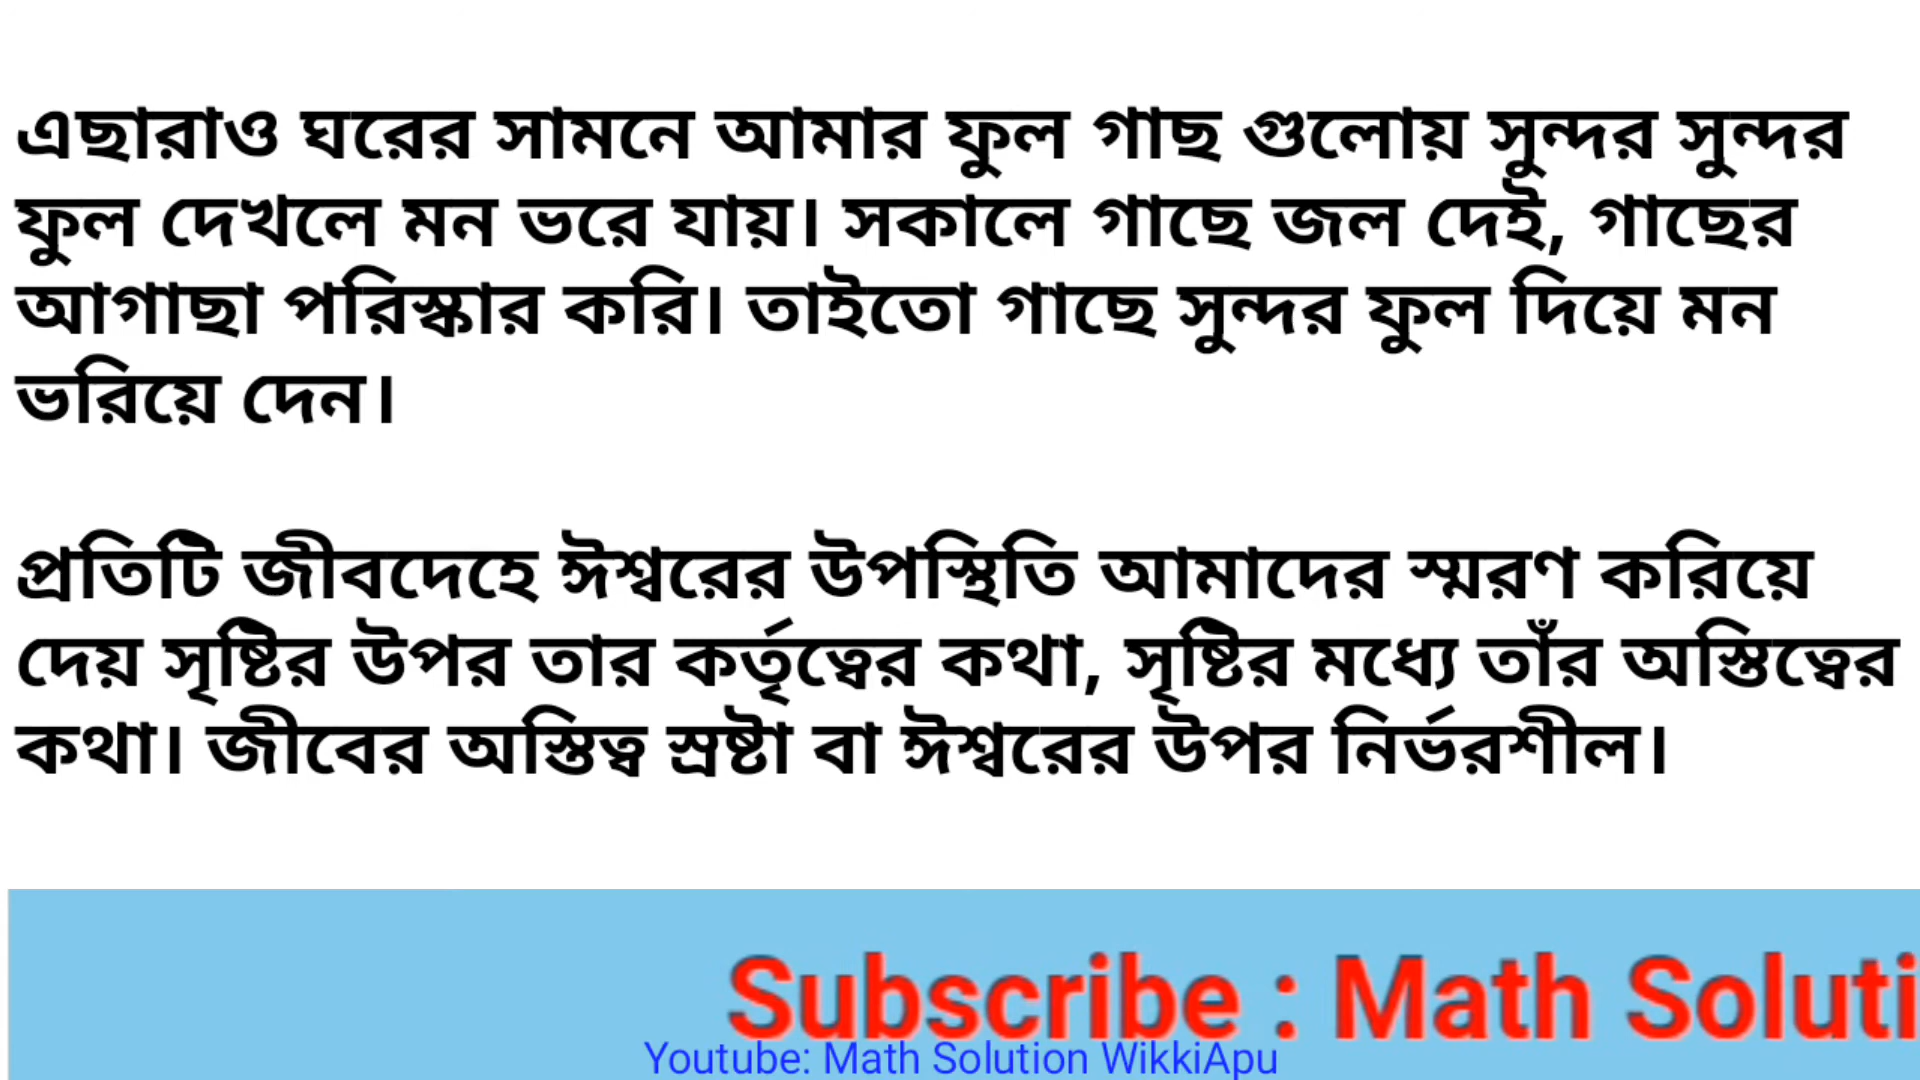 এছারাও ঘরের সামনে আমার ফুল গাছ গুলোয় সুন্দর সুন্দর
ফুল দেখলে মন ভরে যায়। সকালে গাছে জল দেই, গাছের
আগাছা পরিস্কার করি। তাইতো গাছে সুন্দর ফুল দিয়ে মন
ভরিয়ে দেন।
প্রতিটি জীবদেহে ঈশ্বরের উপস্থিতি আমাদের স্মরণ করিয়ে
দেয় সৃষ্টির উপর তার কর্তৃত্বের কথা, সৃষ্টির মধ্যে তাঁর অস্তিত্বের
কথা। জীবের অস্তিত্ব স্রষ্টা বা ঈশ্বরের উপর নির্ভরশীল।
Subscribe : Math Soluti
Youtube: Math Solution WikkiApu